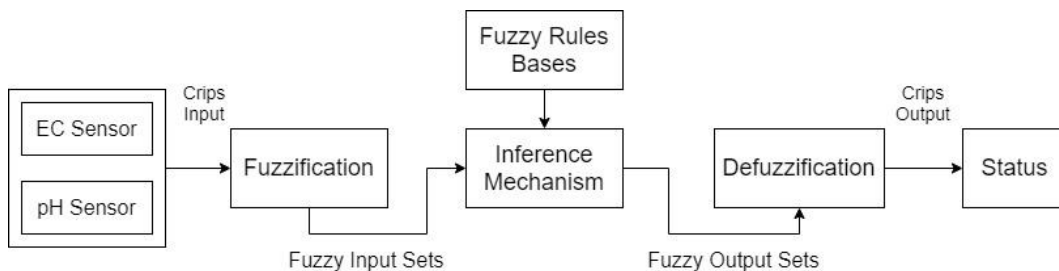 EC Sensor
pH Sensor
Crips
Input
Fuzzification
Fuzzy Input Sets
Fuzzy Rules
Bases
Inference
Mechanism
Fuzzy Output Sets
Defuzzification
Crips
Output
Status